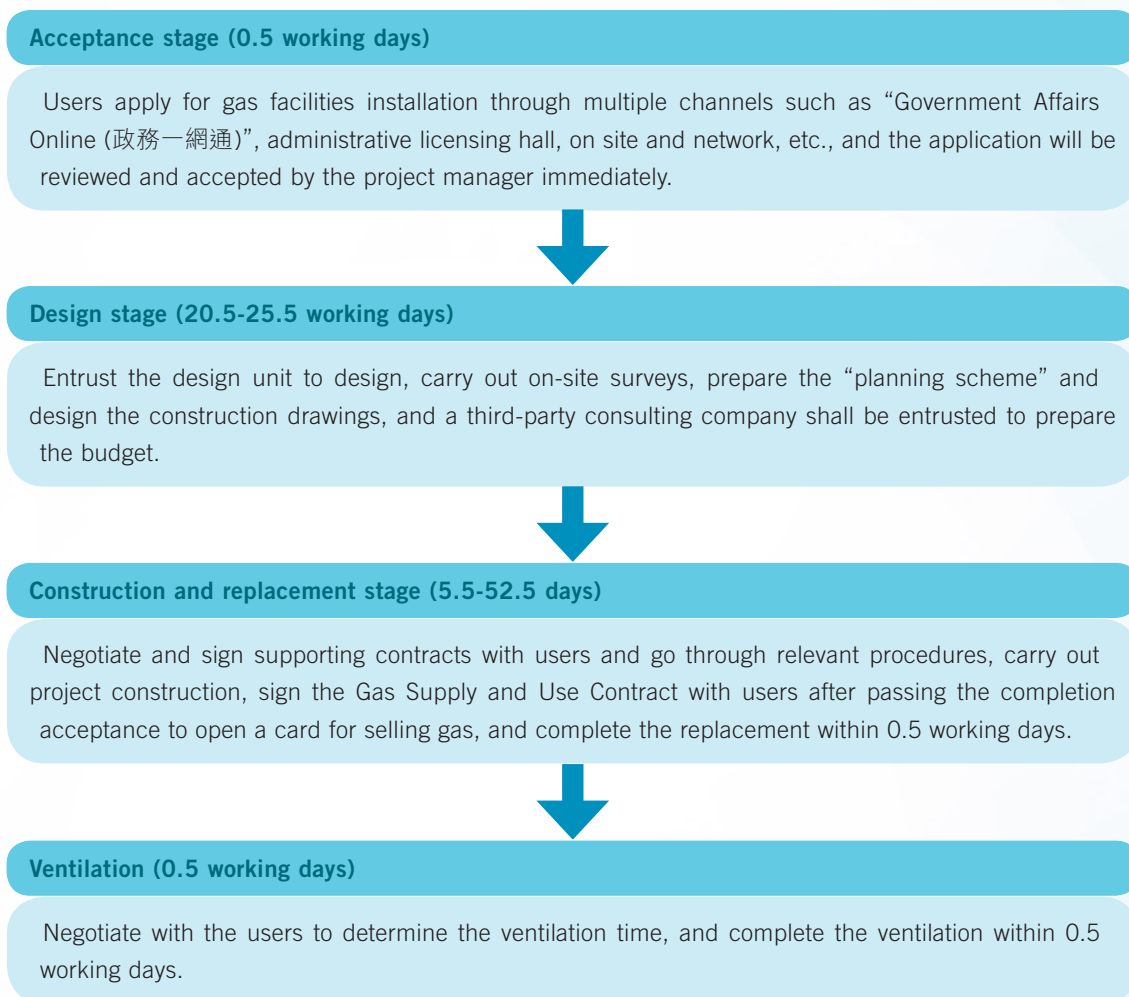 Acceptance stage (0.5 working days)
Users apply for gas facilities installation through multiple channels such as “Government Affairs
Online (政務一網通)”, administrative licensing hall, on site and network, etc., and the application will be
reviewed and accepted by the project manager immediately.
Design stage (20.5-25.5 working days)
Entrust the design unit to design, carry out on-site surveys, prepare the “planning scheme” and
design the construction drawings, and a third-party consulting company shall be entrusted to prepare
the budget.
Construction and replacement stage (5.5-52.5 days)
Negotiate and sign supporting contracts with users and go through relevant procedures, carry out
project construction, sign the Gas Supply and Use Contract with users after passing the completion
acceptance to open a card for selling gas, and complete the replacement within 0.5 working days.
Ventilation (0.5 working days)
Negotiate with the users to determine the ventilation time, and complete the ventilation within 0.5
working days.